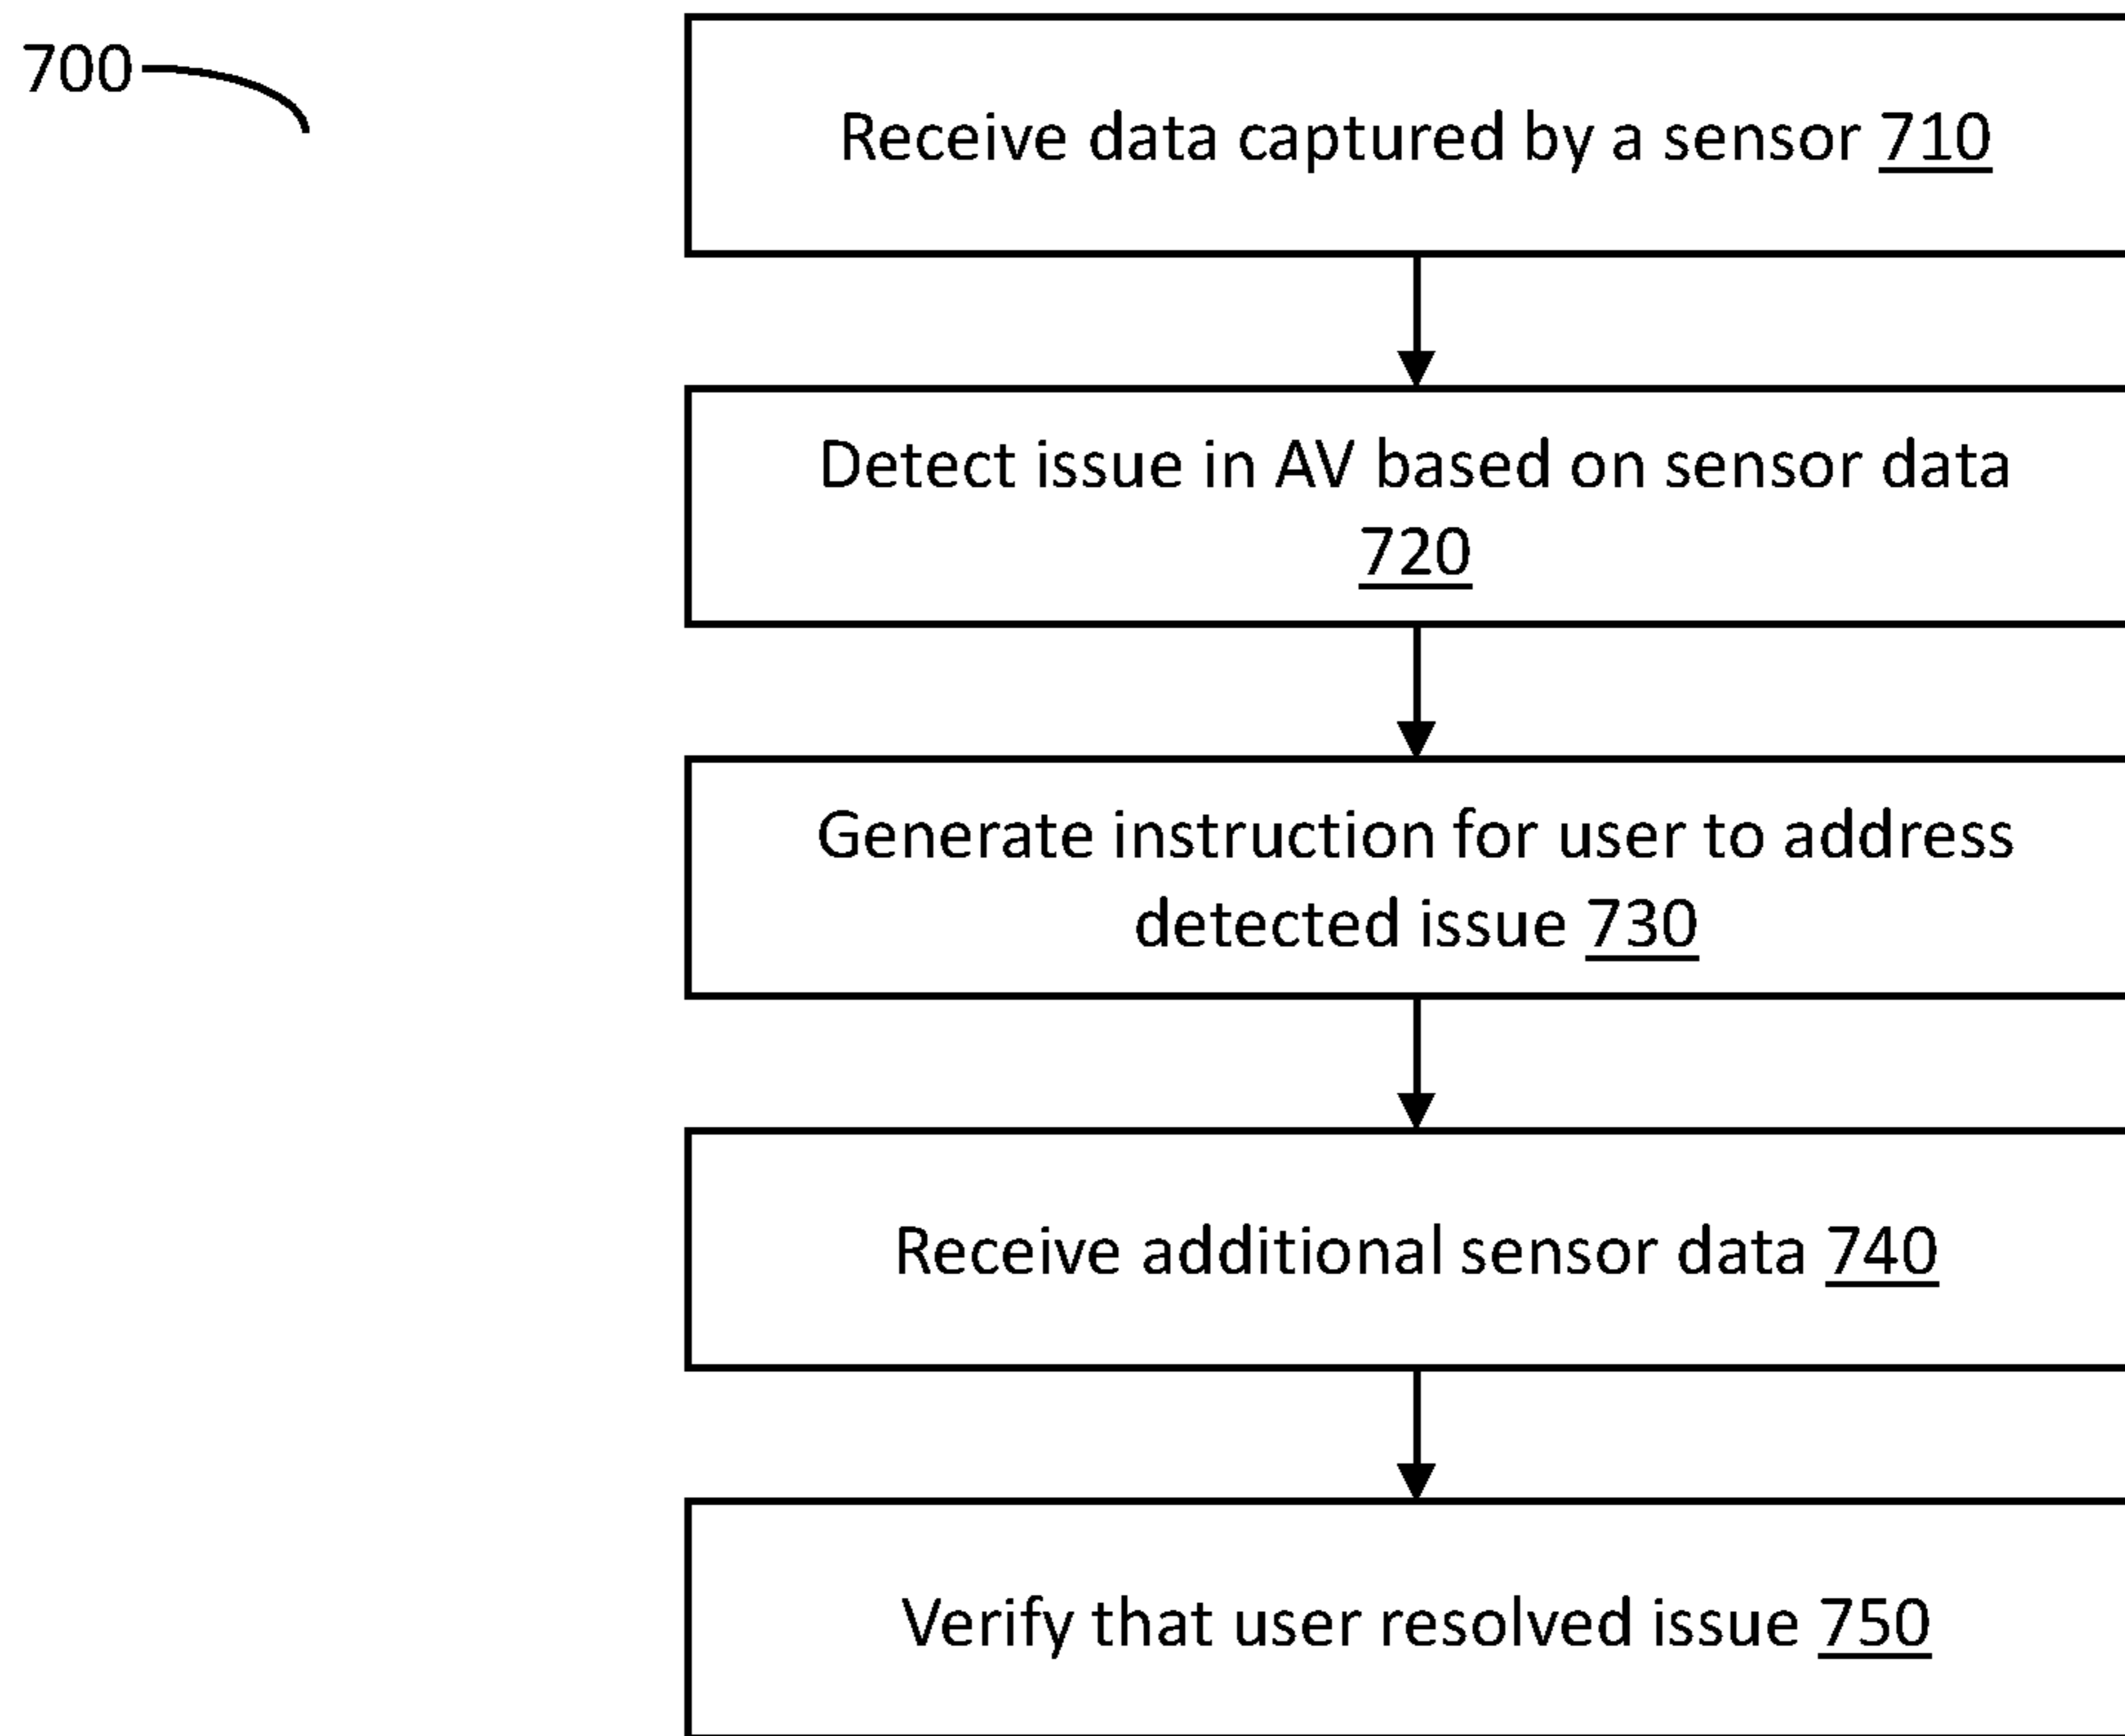 700
Receive data captured by a sensor 710
Detect issue in AV based on sensor data
720
Generate instruction for user to address
detected issue 730
Receive additional sensor data 740
Verify that user resolved issue 750